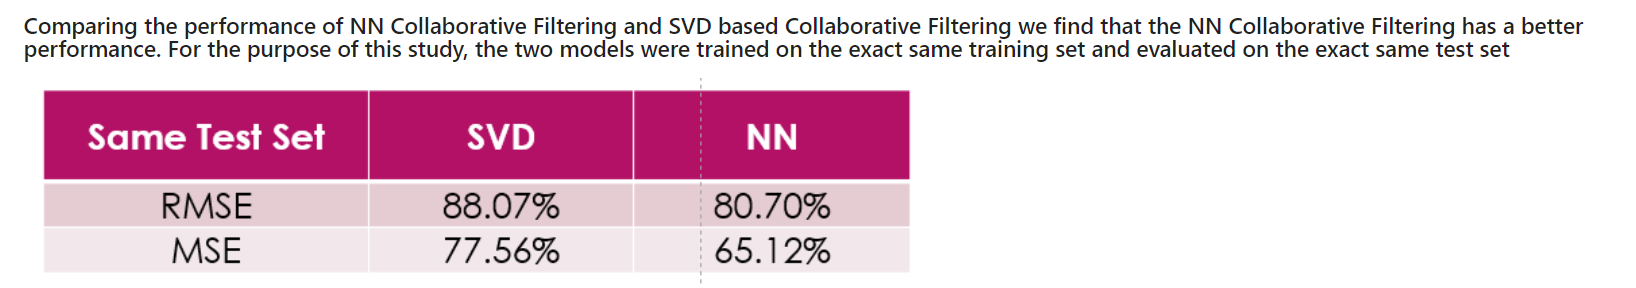 Comparing the performance of NN Collaborative Filtering and SVD based Collaborative Filtering we find that the NN Collaborative Filtering has a better
performance. For the purpose of this study, the two models were trained on the exact same training set and evaluated on the exact same test set
Same Test Set SVD NN
RMSE 88.07% 80.70%
MSE 77.56% 65.12%